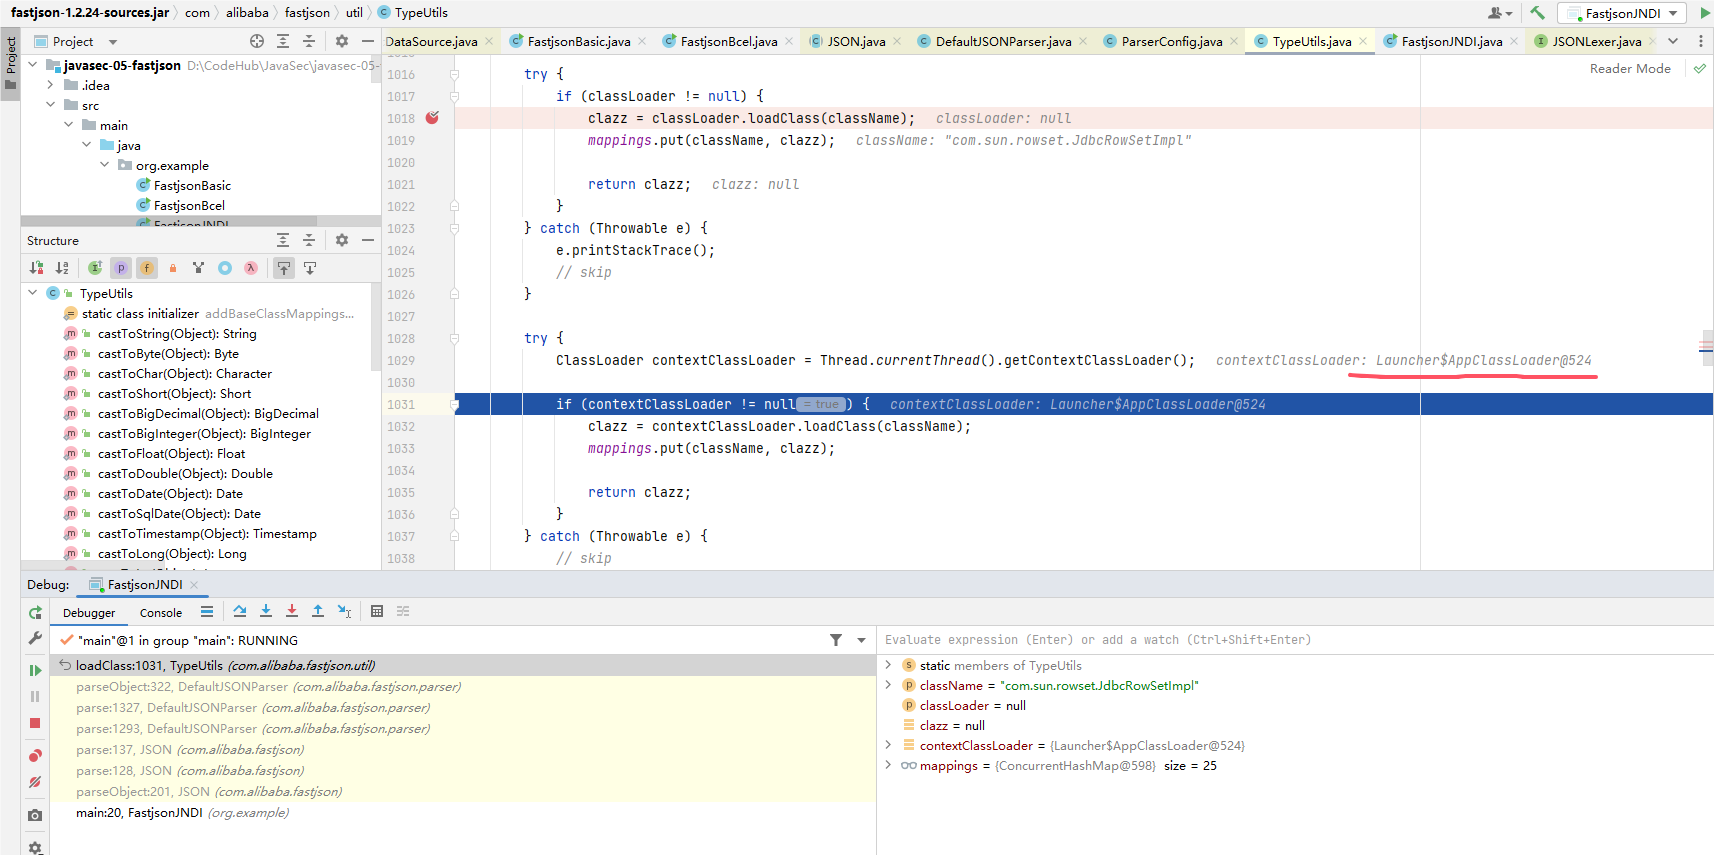 fastjson-1.2.24-sources.jar com alibaba fastjson util TypeUtils FastjsonJNDI
Project DataSource.java FastjsonBasic.java FastjsonBcel.java JSON.java DefaultJSONParser.java ParserConfig.java TypeUtils.java FastjsonJNDI.java JSONLexer.java
Project
javasec-05-fastjson D:\CodeHub\JavaSec\javasec-05-
.idea
src
main
java
org.example
FastjsonBasic
FastjsonBcel
FastjsonJNDI
Structure
TypeUtils
static class initializer addBaseClassMappings...
castToString(Object): String
castToByte(Object): Byte
castToChar(Object): Character
castToShort(Object): Short
castToBigDecimal(Object): BigDecimal
castToBigInteger(Object): BigInteger
castToFloat(Object): Float
castToDouble(Object): Double
castToDate(Object): Date
castToSqlDate(Object): Date
castToTimestamp(Object): Timestamp
castToLong(Object): Long
Reader Mode
1016 try {
1017 if (classLoader != null) {
1018 clazz = classLoader.loadClass(className); classLoader: null
1019 mappings.put(className, clazz); className: "com.sun.rowset.JdbcRowSetImpl"
1020
1021 return clazz; clazz: null
1022 }
1023 } catch (Throwable e) {
1024 e.printStackTrace();
1025 // skip
1026 }
1027
1028 try {
1029 ClassLoader contextClassLoader = Thread.currentThread().getContextClassLoader(); contextClassLoader: Launcher$AppClassLoader@524
1030
1031 if (contextClassLoader != null = true ) { contextClassLoader: Launcher$AppClassLoader@524
1032 clazz = contextClassLoader.loadClass(className);
1033 mappings.put(className, clazz);
1034
1035 return clazz;
1036 }
1037 } catch (Throwable e) {
1038 // skip
Debug: FastjsonJNDI
Debugger Console
"main"@1 in group "main": RUNNING
loadClass:1031, TypeUtils (com.alibaba.fastjson.util)
parseObject:322, DefaultJSONParser (com.alibaba.fastjson.parser)
parse:1327, DefaultJSONParser (com.alibaba.fastjson.parser)
parse:1293, DefaultJSONParser (com.alibaba.fastjson.parser)
parse:137, JSON (com.alibaba.fastjson)
parse:128, JSON (com.alibaba.fastjson)
parseObject:201, JSON (com.alibaba.fastjson)
main:20, FastjsonJNDI (org.example)
Evaluate expression (Enter) or add a watch (Ctrl+Shift+Enter)
static members of TypeUtils
className = "com.sun.rowset.JdbcRowSetImpl"
classLoader = null
clazz = null
contextClassLoader = {Launcher$AppClassLoader@524}
mappings = {ConcurrentHashMap@598} size = 25